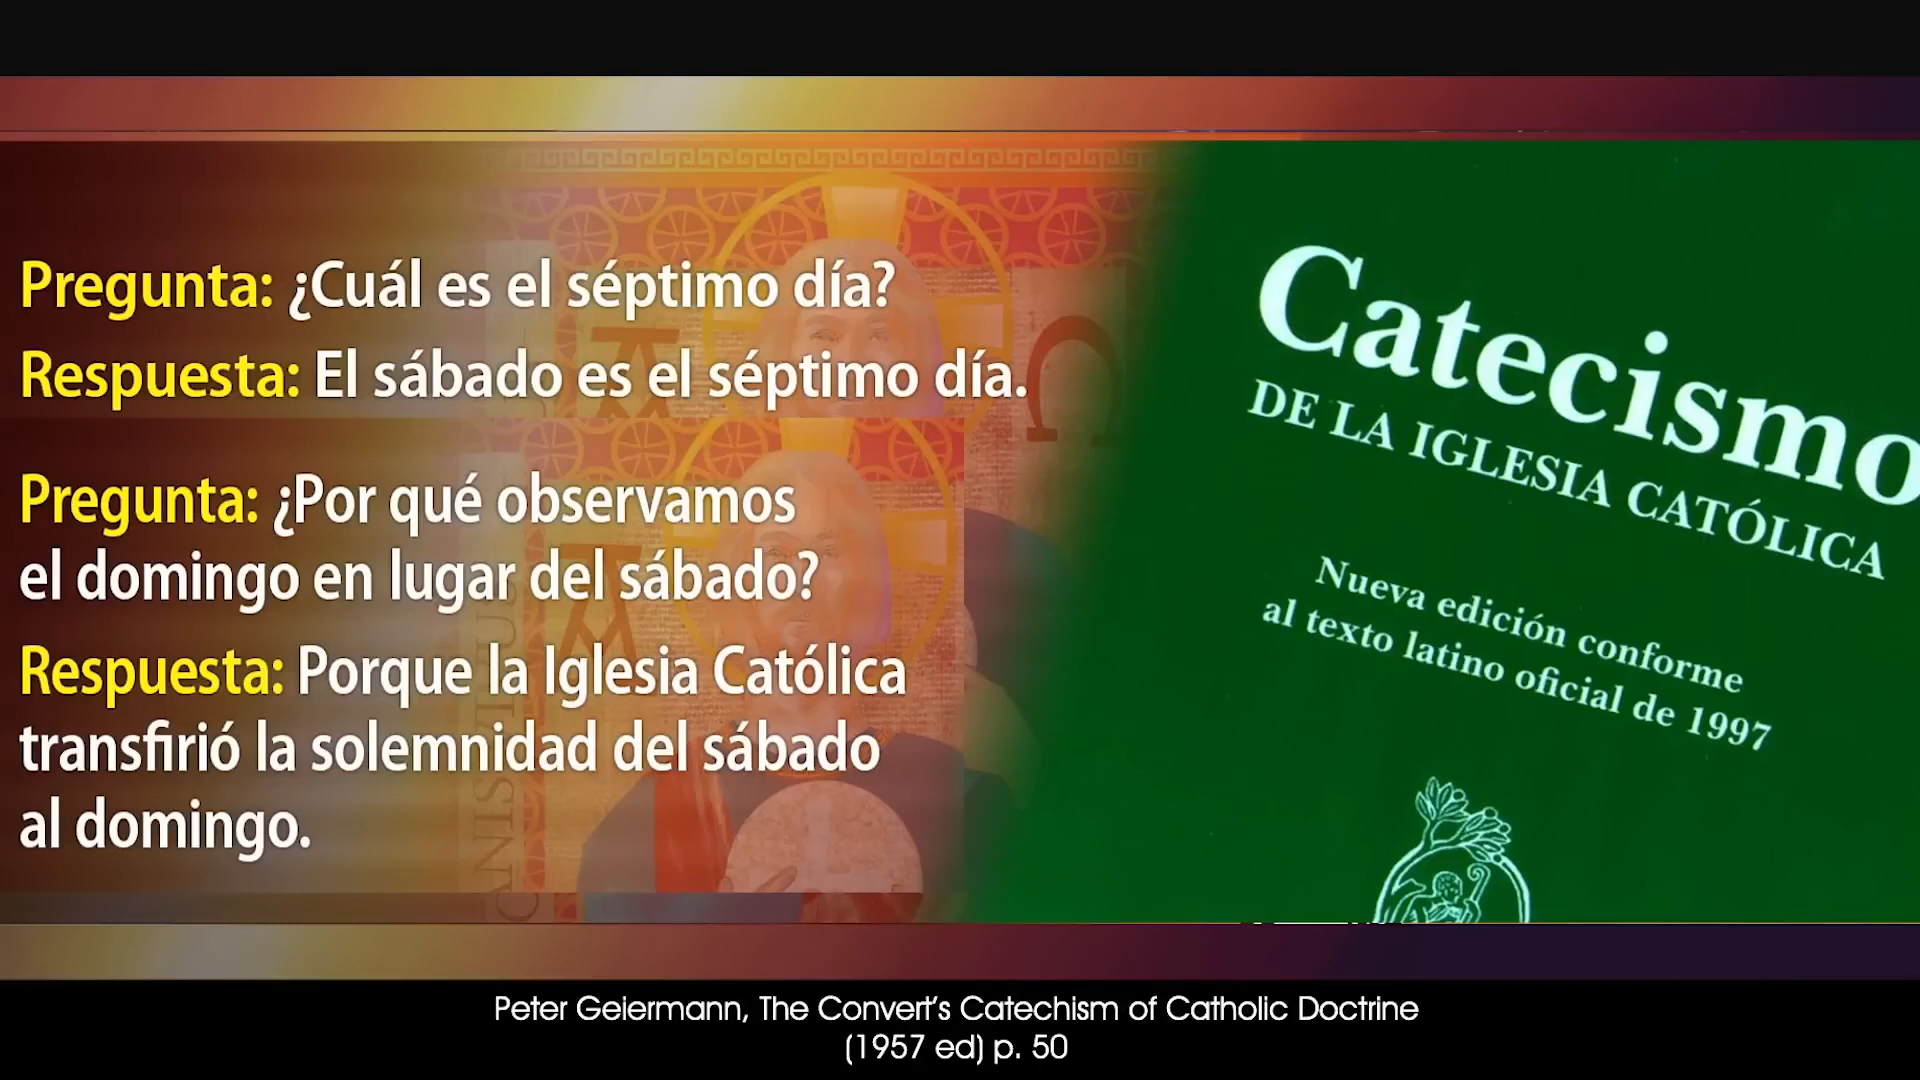 Pregunta: ¿Cuál es el séptimo día?
Respuesta: El sábado es el séptimo día.
Pregunta: ¿Por qué observamos
el domingo en lugar del sábado?
Respuesta: Porque la Iglesia Católica
transfirió la solemnidad del sábado
al domingo.
Catecismo
DE LA IGLESIA CATÓLICA
Nueva edición conforme
al texto latino oficial de 1997
Peter Geiermann, The Convert's Catechism of Catholic Doctrine
(1957 ed) p. 50